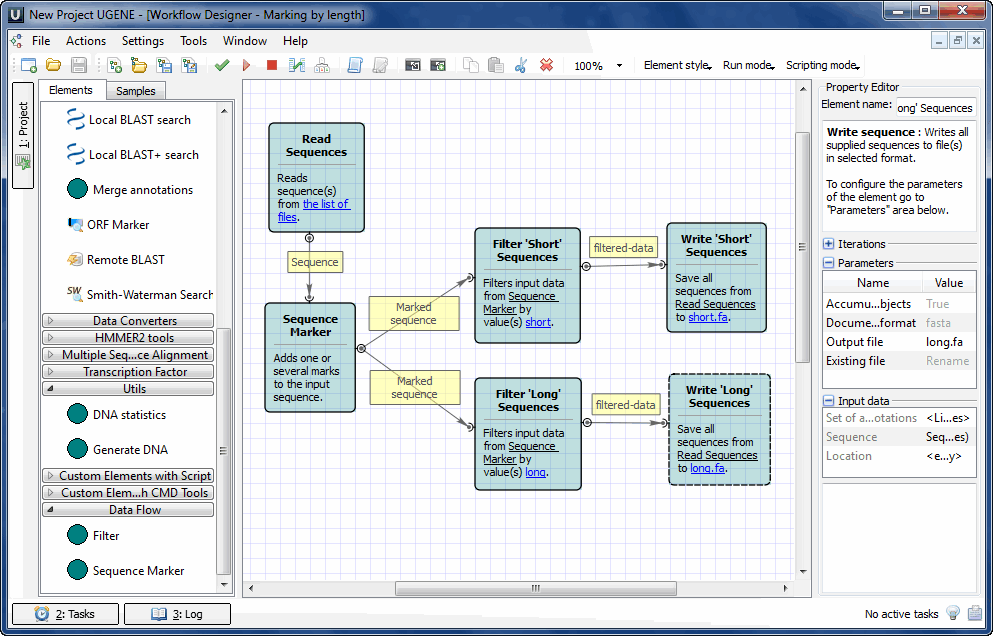 New Project UGENE - [Workflow Designer - Marking by length]
File Actions Settings Tools Window Help
100% Element style Run mode Scripting mode
1: Project
Elements Samples
Local BLAST search
Local BLAST+ search
Merge annotations
ORF Marker
Remote BLAST
SW Smith-Waterman Search
Data Converters
HMMER2 tools
Multiple Seq...ce Alignment
Transcription Factor
Utils
DNA statistics
Generate DNA
Custom Elements with Script
Custom Elem...h CMD Tools
Data Flow
Filter
Sequence Marker
Read
Sequences
Reads
sequence(s)
from the list of
files.
Sequence
Sequence
Marker
Adds one or
several marks
to the input
sequence.
Marked
sequence
Marked
sequence
Filter 'Short'
Sequences
Filters input data
from Sequence
Marker by
value(s) short.
filtered-data
Write 'Short'
Sequences
Save all
sequences from
Read Sequences
to short.fa.
Filter 'Long'
Sequences
Filters input data
from Sequence
Marker by
value(s) long.
filtered-data
Write 'Long'
Sequences
Save all
sequences from
Read Sequences
to long.fa.
Property Editor
Element name: ong' Sequences
Write sequence : Writes all
supplied sequences to file(s)
in selected format.
To configure the parameters
of the element go to
"Parameters" area below.
Iterations
Parameters
Name Value
Accumu...bjects True
Docume...format fasta
Output file long.fa
Existing file Rename
Input data
Set of a...otations <Li...es>
Sequence Seq...es)
Location <e...y>
2: Tasks 3: Log No active tasks